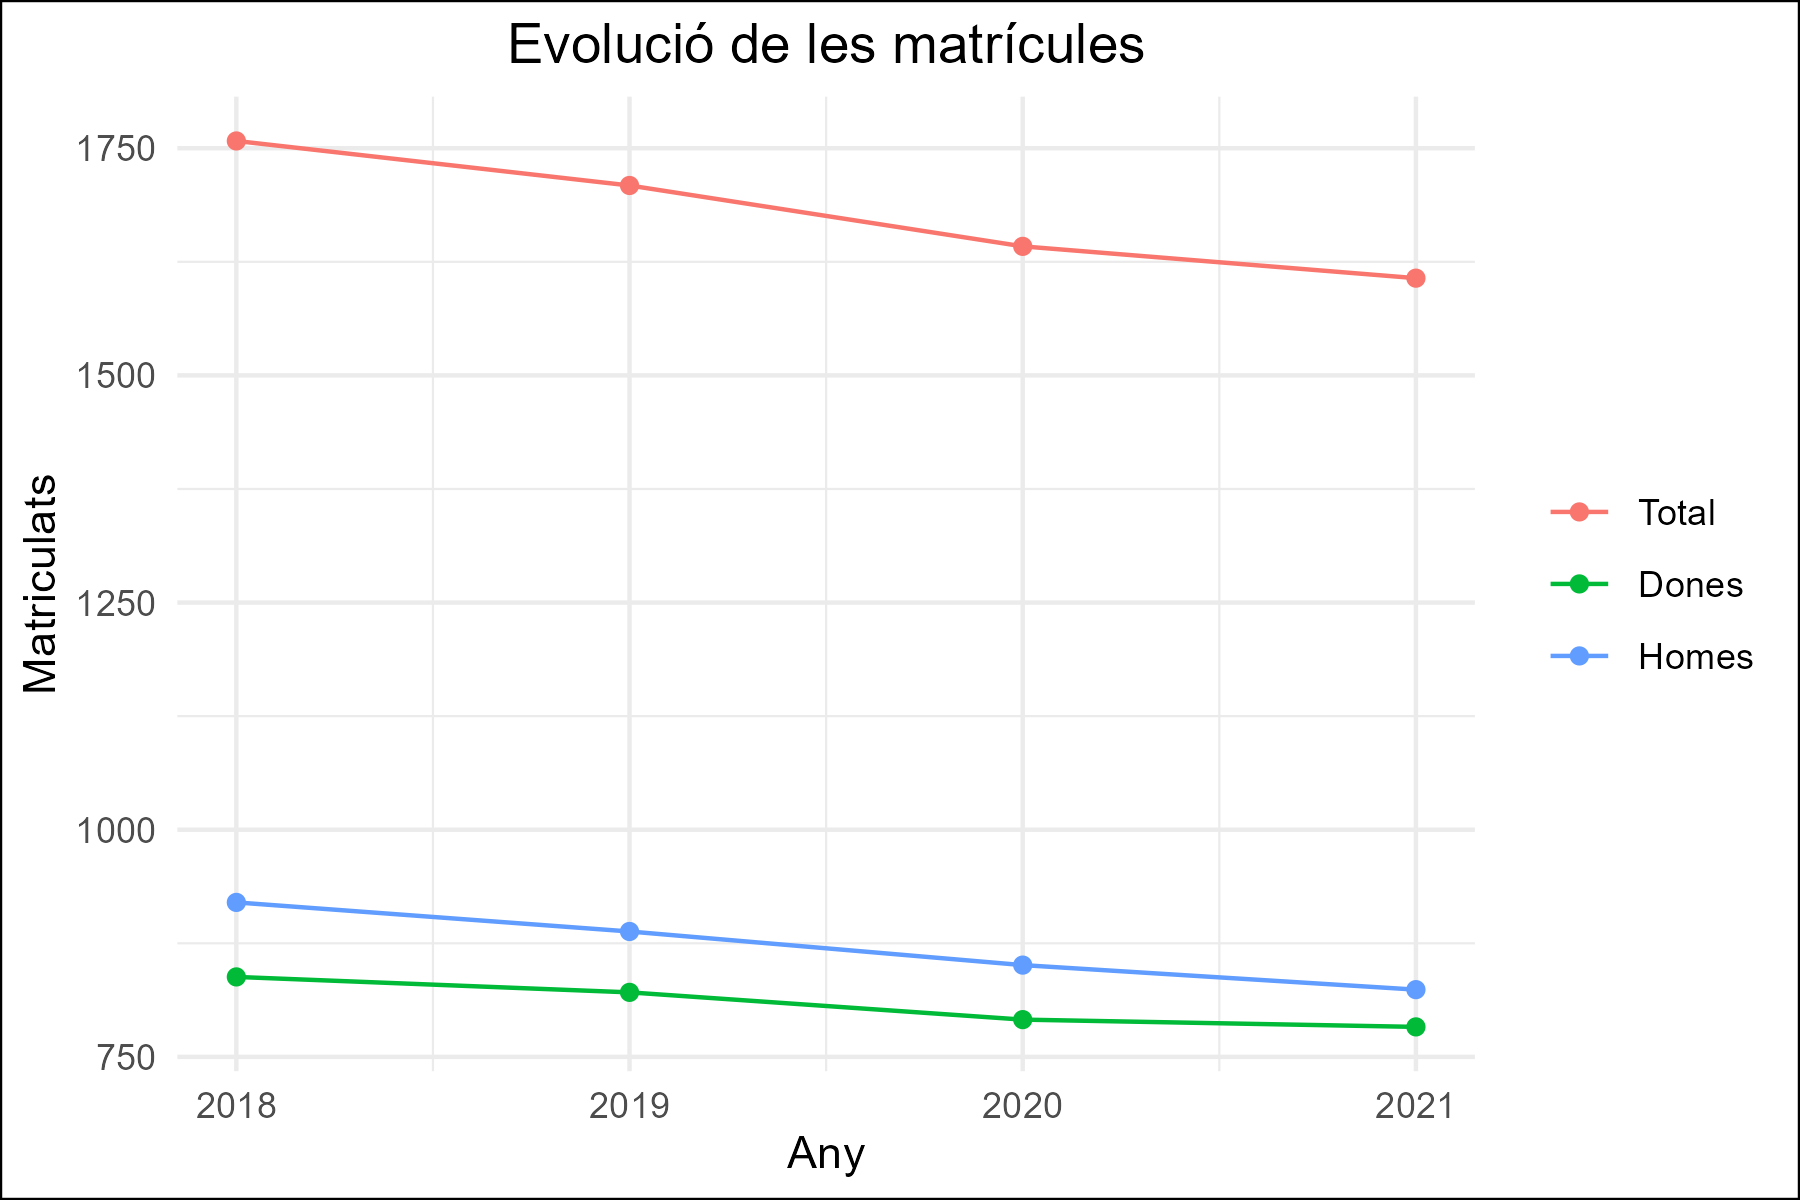 Evolució de les matrícules
Matriculats
1750
1500
1250
1000
750
2018
2019
2020
2021
Any
Total
Dones
Homes